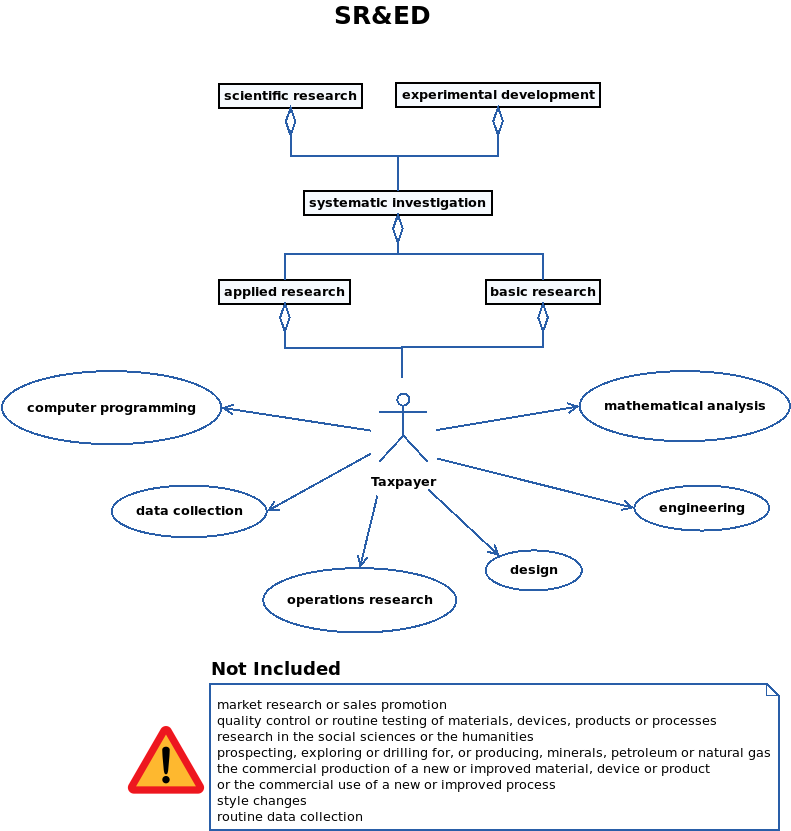 SR&ED
scientific research
experimental development
systematic investigation
applied research
basic research
computer programming
mathematical analysis
Taxpayer
data collection
engineering
design
operations research
Not Included
market research or sales promotion
quality control or routine testing of materials, devices, products or processes
research in the social sciences or the humanities
prospecting, exploring or drilling for, or producing, minerals, petroleum or natural gas
the commercial production of a new or improved material, device or product
or the commercial use of a new or improved process
style changes
routine data collection
!